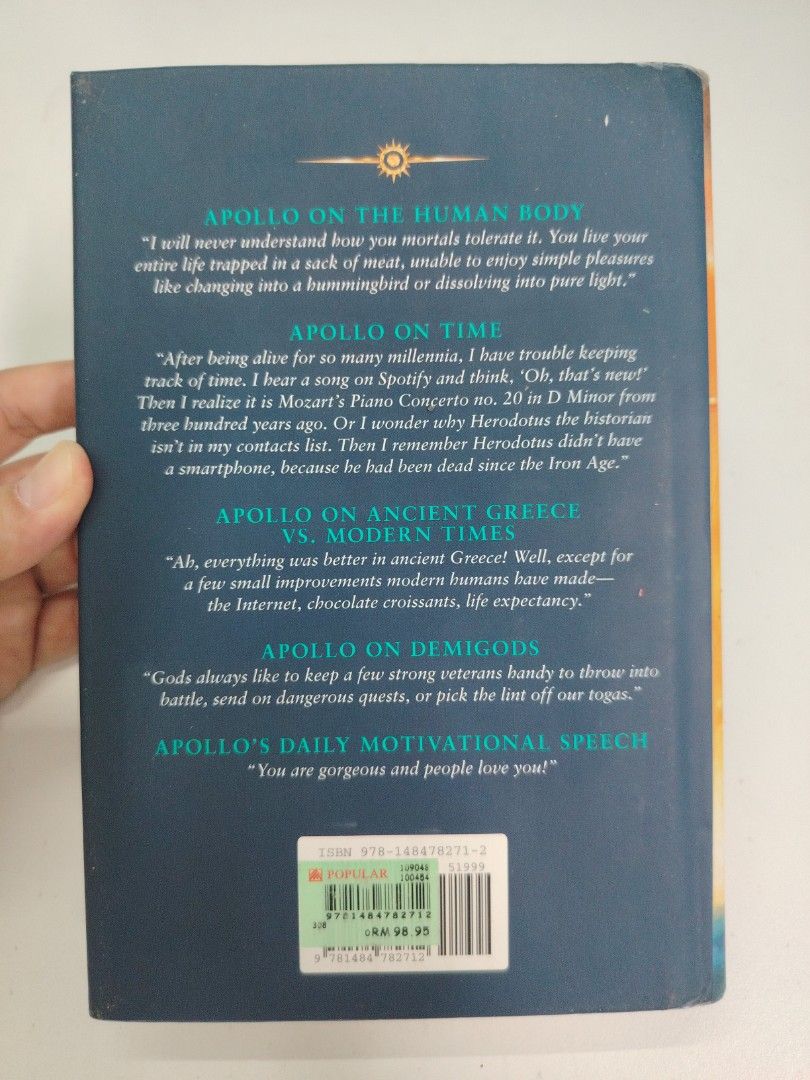 APOLLO ON THE HUMAN BODY
“I will never understand how you mortals tolerate it. You live your
entire life trapped in a sack of meat, unable to enjoy simple pleasures
like changing into a hummingbird or dissolving into pure light.”
APOLLO ON TIME
“After being alive for so many millennia, I have trouble keeping
track of time. I hear a song on Spotify and think, ‘Oh, that’s new!’
Then I realize it is Mozart’s Piano Concerto no. 20 in D Minor from
three hundred years ago. Or I wonder why Herodotus the historian
isn’t in my contacts list. Then I remember Herodotus didn’t have
a smartphone, because he had been dead since the Iron Age.”
APOLLO ON ANCIENT GREECE
VS. MODERN TIMES
“Ah, everything was better in ancient Greece! Well, except for
a few small improvements modern humans have made—
the Internet, chocolate croissants, life expectancy.”
APOLLO ON DEMIGODS
“Gods always like to keep a few strong veterans handy to throw into
battle, send on dangerous quests, or pick the lint off our togas.”
APOLLO’S DAILY MOTIVATIONAL SPEECH
“You are gorgeous and people love you!”
ISBN 978-148478271-2
51999
POPULAR
109048
100484
9781484782712
308
RM 98.95
9 781484 782712